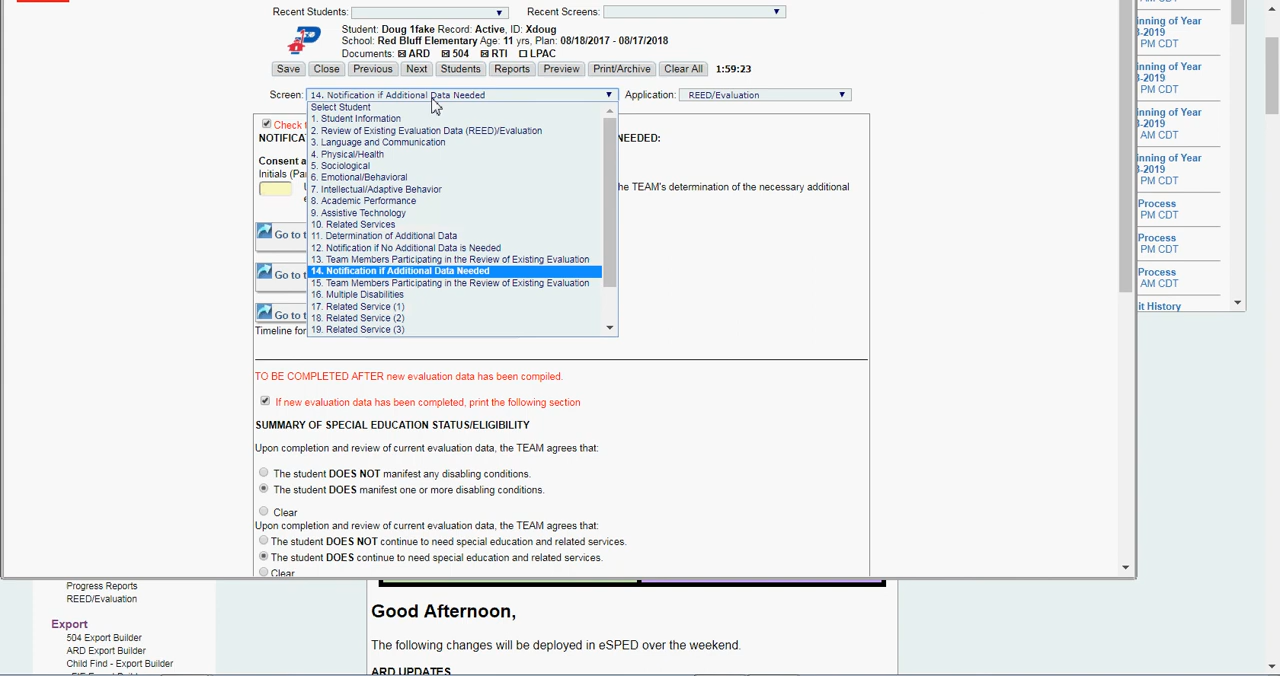 Recent Students:
Recent Screens:
Student: Doug 1fake Record: Active, ID: Xdoug
School: Red Bluff Elementary Age: 11 yrs, Plan: 08/18/2017 - 08/17/2018
Documents: ARD 504 RTI LPAC
Save Close Previous Next Students Reports Preview Print/Archive Clear All 1:59:23
Screen: 14. Notification if Additional Data Needed Application: REED/Evaluation
Select Student
1. Student Information
2. Review of Existing Evaluation Data (REED)/Evaluation
3. Language and Communication
4. Physical/Health
5. Sociological
6. Emotional/Behavioral
7. Intellectual/Adaptive Behavior
8. Academic Performance
9. Assistive Technology
10. Related Services
11. Determination of Additional Data
12. Notification if No Additional Data is Needed
13. Team Members Participating in the Review of Existing Evaluation
14. Notification if Additional Data Needed
15. Team Members Participating in the Review of Existing Evaluation
16. Multiple Disabilities
17. Related Service (1)
18. Related Service (2)
19. Related Service (3)
Check
NOTIFICA NEEDED:
Consent a
Initials (Pa
he TEAM's determination of the necessary additional
Go to t
Go to t
Go to t
Timeline for
TO BE COMPLETED AFTER new evaluation data has been compiled.
If new evaluation data has been completed, print the following section
SUMMARY OF SPECIAL EDUCATION STATUS/ELIGIBILITY
Upon completion and review of current evaluation data, the TEAM agrees that:
The student DOES NOT manifest any disabling conditions.
The student DOES manifest one or more disabling conditions.
Clear
Upon completion and review of current evaluation data, the TEAM agrees that:
The student DOES NOT continue to need special education and related services.
The student DOES continue to need special education and related services.
Clear
inning of Year
-2019
PM CDT
inning of Year
-2019
PM CDT
inning of Year
-2019
AM CDT
inning of Year
-2019
PM CDT
Process
PM CDT
Process
PM CDT
Process
AM CDT
it History
Progress Reports
REED/Evaluation
Export
504 Export Builder
ARD Export Builder
Child Find - Export Builder
Good Afternoon,
The following changes will be deployed in eSPED over the weekend.
ARD UPDATES